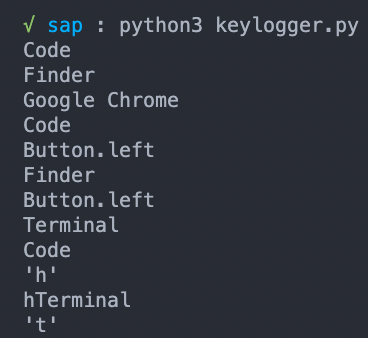 √ sap : python3 keylogger.py
Code
Finder
Google Chrome
Code
Button.left
Finder
Button.left
Terminal
Code
'h'
hTerminal
't'